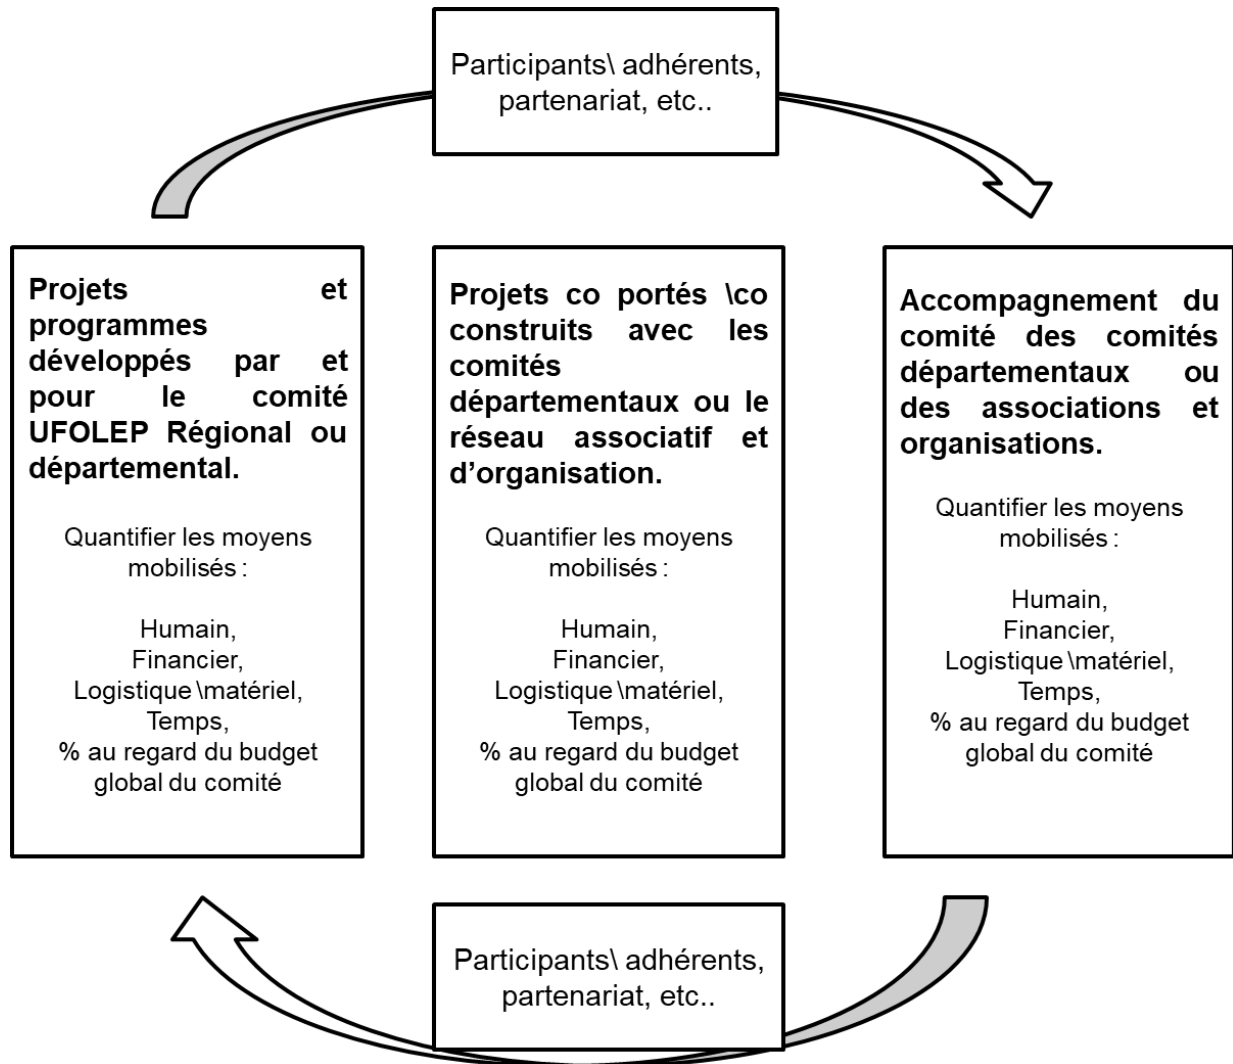 Participants\ adhérents,
partenariat, etc..
Projets et
programmes
développés par et
pour le comité
UFOLEP Régional ou
départemental.
Quantifier les moyens
mobilisés :
Humain,
Financier,
Logistique \matériel,
Temps,
% au regard du budget
global du comité
Projets co portés \co
construits avec les
comités
départementaux ou le
réseau associatif et
d’organisation.
Quantifier les moyens
mobilisés :
Humain,
Financier,
Logistique \matériel,
Temps,
% au regard du budget
global du comité
Accompagnement du
comité des comités
départementaux ou
des associations et
organisations.
Quantifier les moyens
mobilisés :
Humain,
Financier,
Logistique \matériel,
Temps,
% au regard du budget
global du comité
Participants\ adhérents,
partenariat, etc..